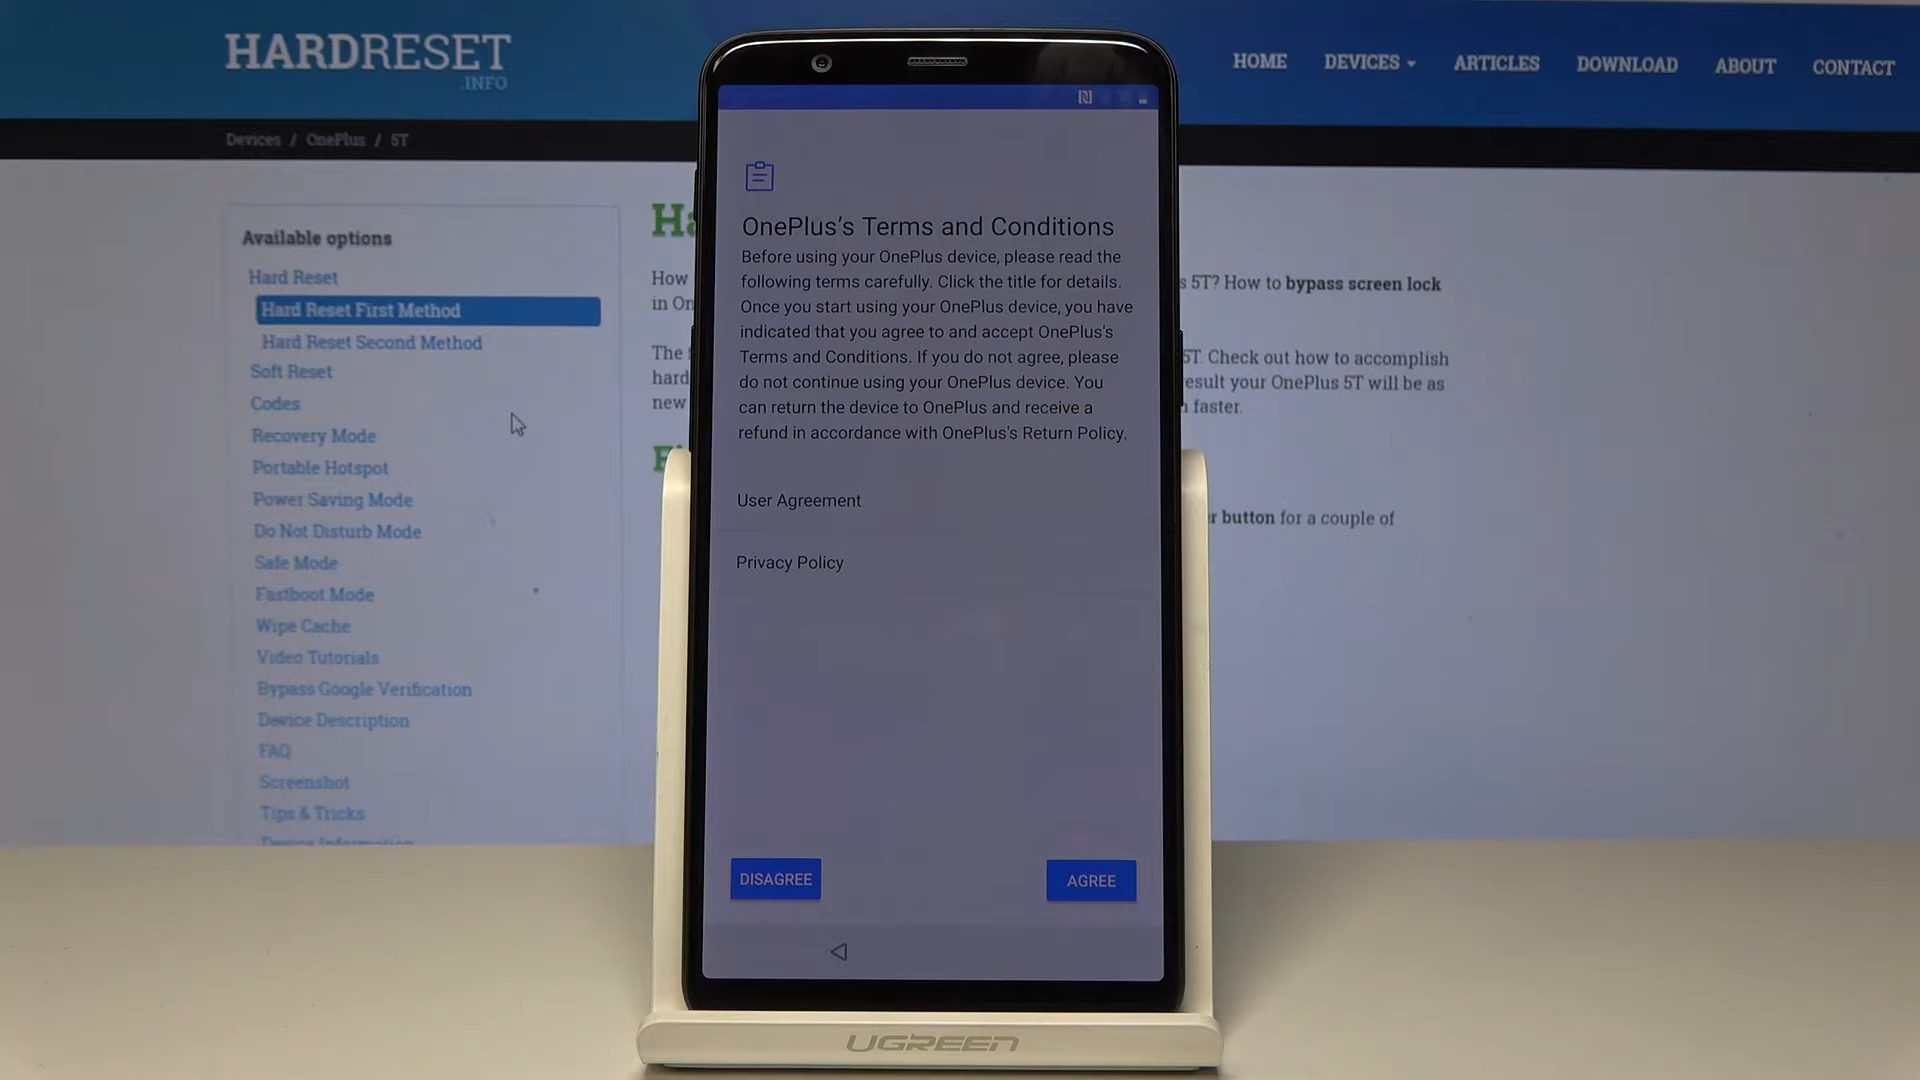 HARDRESET
.INFO
HOME DEVICES ARTICLES DOWNLOAD ABOUT CONTACT
Devices / OnePlus / 5T
Available options
Hard Reset
Hard Reset First Method
Hard Reset Second Method
Soft Reset
Codes
Recovery Mode
Portable Hotspot
Power Saving Mode
Do Not Disturb Mode
Safe Mode
Fastboot Mode
Wipe Cache
Video Tutorials
Bypass Google Verification
Device Description
FAQ
Screenshot
Tips & Tricks
Device Information
How
in On
The
hard
new
5T? How to bypass screen lock
5T. Check out how to accomplish
esult your OnePlus 5T will be as
faster.
button for a couple of
OnePlus's Terms and Conditions
Before using your OnePlus device, please read the
following terms carefully. Click the title for details.
Once you start using your OnePlus device, you have
indicated that you agree to and accept OnePlus's
Terms and Conditions. If you do not agree, please
do not continue using your OnePlus device. You
can return the device to OnePlus and receive a
refund in accordance with OnePlus's Return Policy.
User Agreement
Privacy Policy
DISAGREE
AGREE
UGREEN